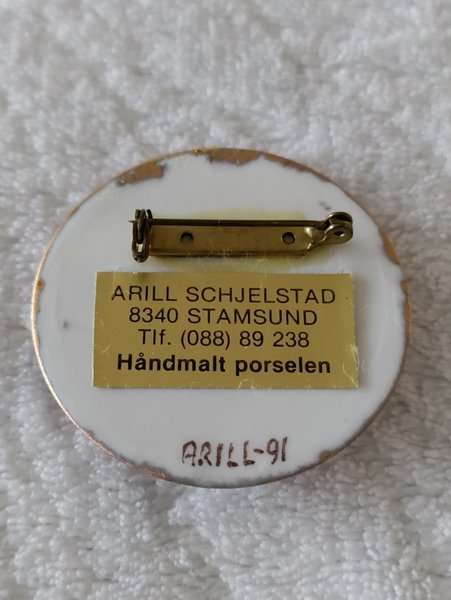 ARILL SCHJELSTAD
8340 STAMSUND
Tlf. (088) 89 238
Håndmalt porselen
ARILL-91